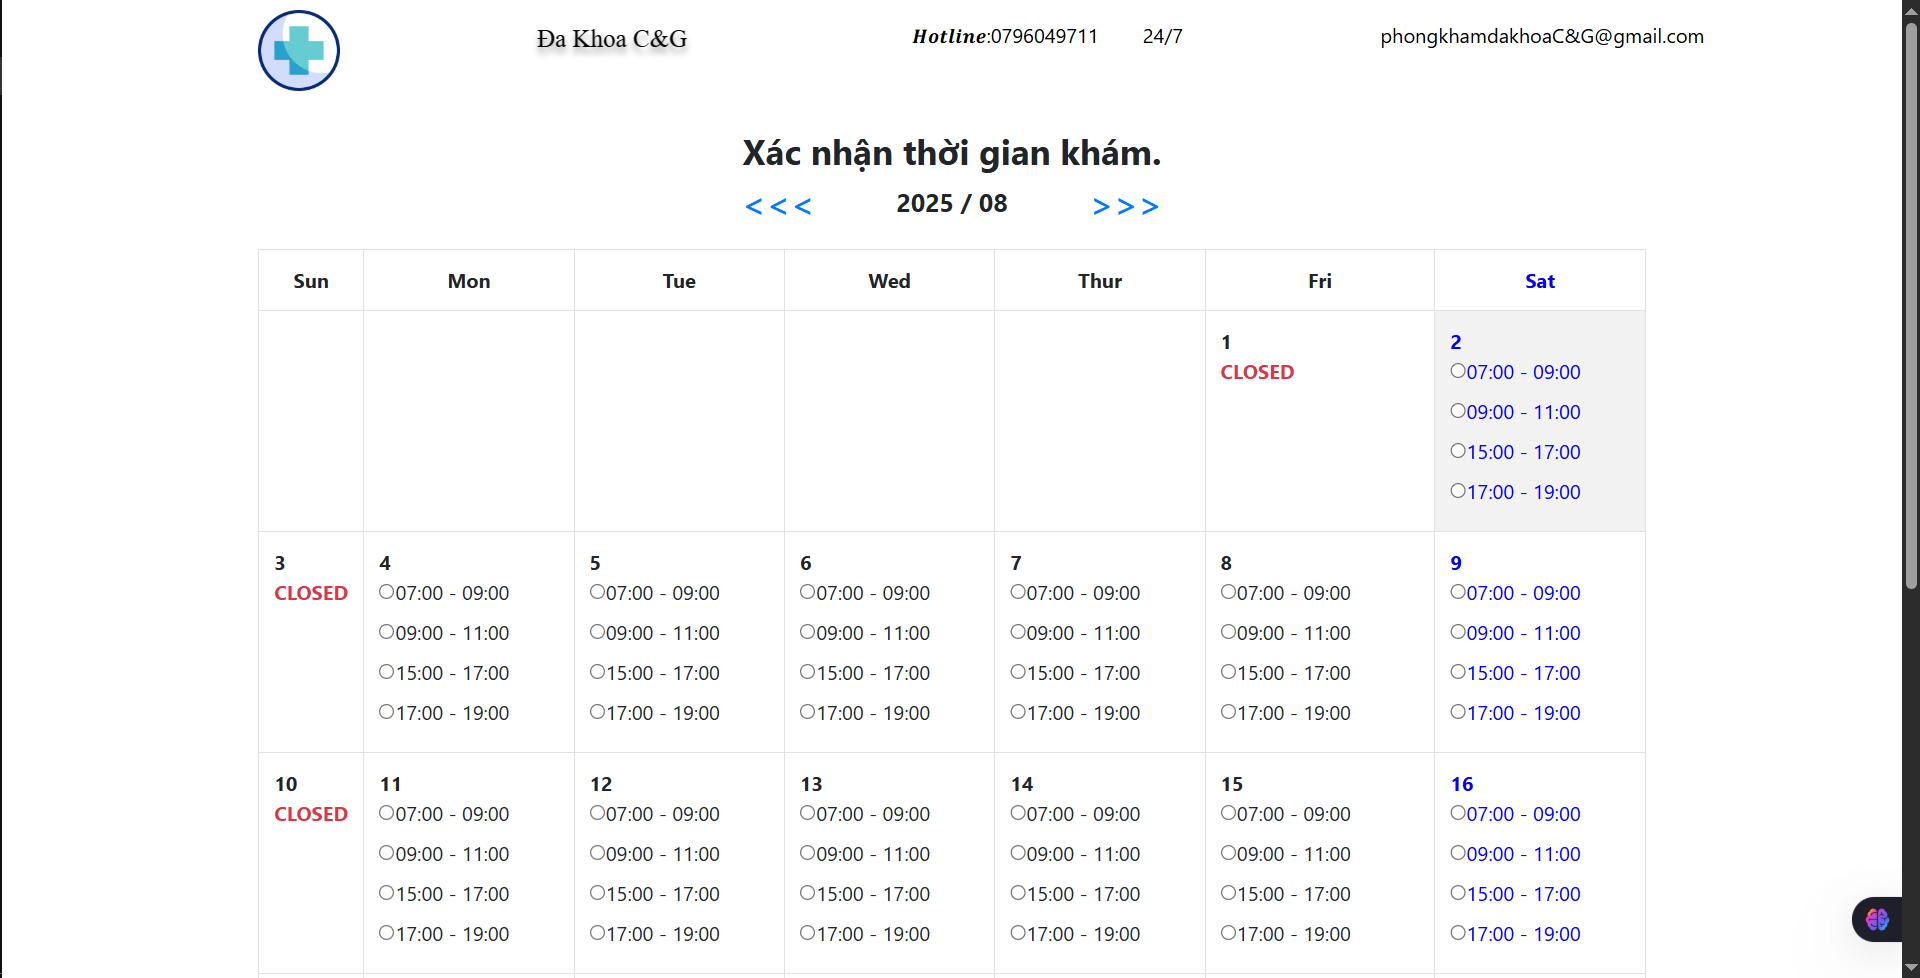 Đa Khoa C&G
Hotline:0796049711 24/7
phongkhamdakhoaC&G@gmail.com
Xác nhận thời gian khám.
< < < 2025 / 08 > > >
Sun Mon Tue Wed Thur Fri Sat
1 2
CLOSED 07:00 - 09:00
09:00 - 11:00
15:00 - 17:00
17:00 - 19:00
3 4 5 6 7 8 9
CLOSED 07:00 - 09:00 07:00 - 09:00 07:00 - 09:00 07:00 - 09:00 07:00 - 09:00 07:00 - 09:00
09:00 - 11:00 09:00 - 11:00 09:00 - 11:00 09:00 - 11:00 09:00 - 11:00 09:00 - 11:00
15:00 - 17:00 15:00 - 17:00 15:00 - 17:00 15:00 - 17:00 15:00 - 17:00 15:00 - 17:00
17:00 - 19:00 17:00 - 19:00 17:00 - 19:00 17:00 - 19:00 17:00 - 19:00 17:00 - 19:00
10 11 12 13 14 15 16
CLOSED 07:00 - 09:00 07:00 - 09:00 07:00 - 09:00 07:00 - 09:00 07:00 - 09:00 07:00 - 09:00
09:00 - 11:00 09:00 - 11:00 09:00 - 11:00 09:00 - 11:00 09:00 - 11:00 09:00 - 11:00
15:00 - 17:00 15:00 - 17:00 15:00 - 17:00 15:00 - 17:00 15:00 - 17:00 15:00 - 17:00
17:00 - 19:00 17:00 - 19:00 17:00 - 19:00 17:00 - 19:00 17:00 - 19:00 17:00 - 19:00